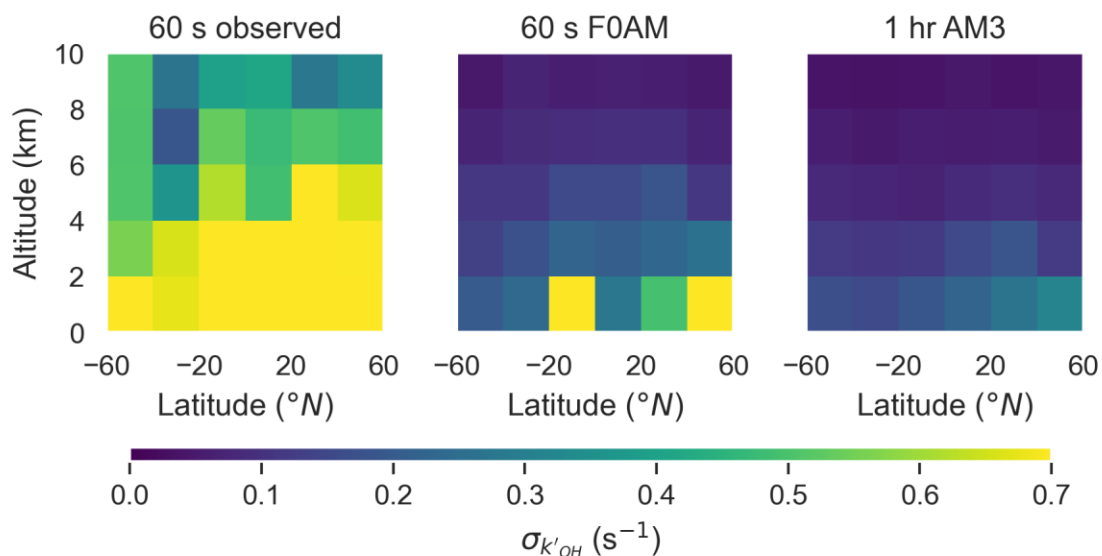 60 s observed 60 s F0AM 1 hr AM3
10
8
6
4
2
0
Altitude (km)
−60 −20 20 60 −60 −20 20 60 −60 −20 20 60
Latitude (°N) Latitude (°N) Latitude (°N)
0.0 0.1 0.2 0.3 0.4 0.5 0.6 0.7
σk′OH (s−1)